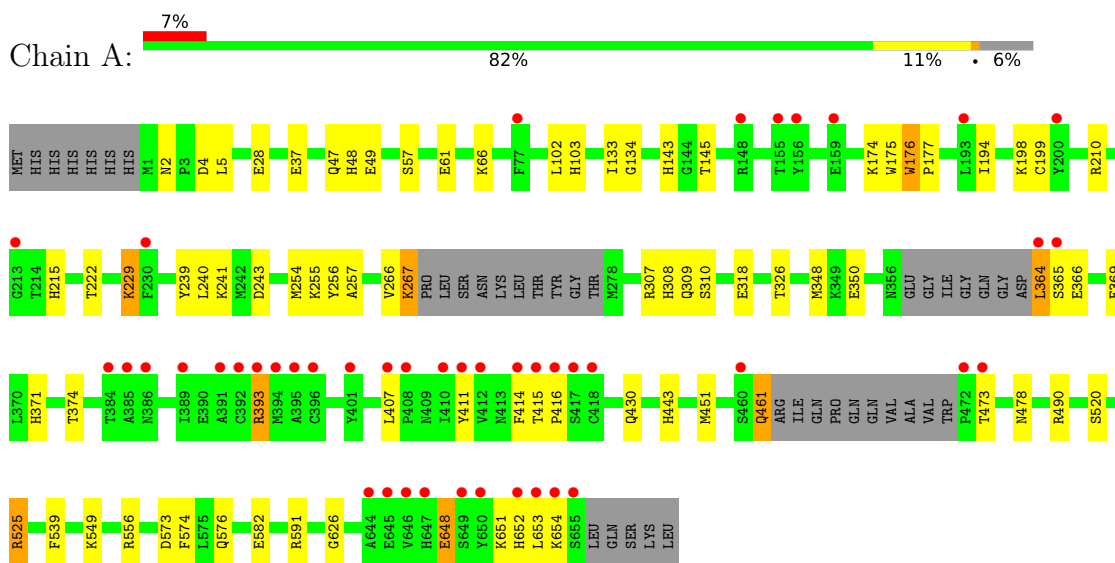 7%
Chain A:
82% 11% • 6%
MET HIS HIS HIS HIS HIS HIS M1 N2 P3 D4 L5 E28 E37 Q47 H48 E49 S57 E61 K66 F77 L102 H103 I133 G134 H143 G144 T145 R148 T155 Y156 E159 K174 W175 W176 P177 L193 I194 K198 C199 Y200 R210
G213 T214 H215 T222 K229 F230 Y239 L240 K241 M242 D243 M254 K255 Y256 A257 V266 K267 PRO LEU SER ASN LYS LEU THR TYR GLY THR M278 R307 H308 Q309 S310 E318 T326 M348 K349 E350 N356 GLU GLY ILE GLY GLN GLY ASP L364 S365 E366 E369
L370 H371 T374 T384 A385 N386 I389 E390 A391 C392 R393 M394 A395 C396 Y401 L407 P408 N409 I410 Y411 V412 N413 F414 T415 P416 S417 C418 Q430 H443 M451 S460 Q461 ARG ILE GLN PRO GLN GLN VAL ALA VAL TRP P472 T473 N478 R490 S520
R525 F539 K549 R556 D573 F574 L575 Q576 E582 R591 G626 A644 E645 V646 H647 E648 S649 Y650 K651 H652 L653 K654 S655 LEU GLN SER LYS LEU